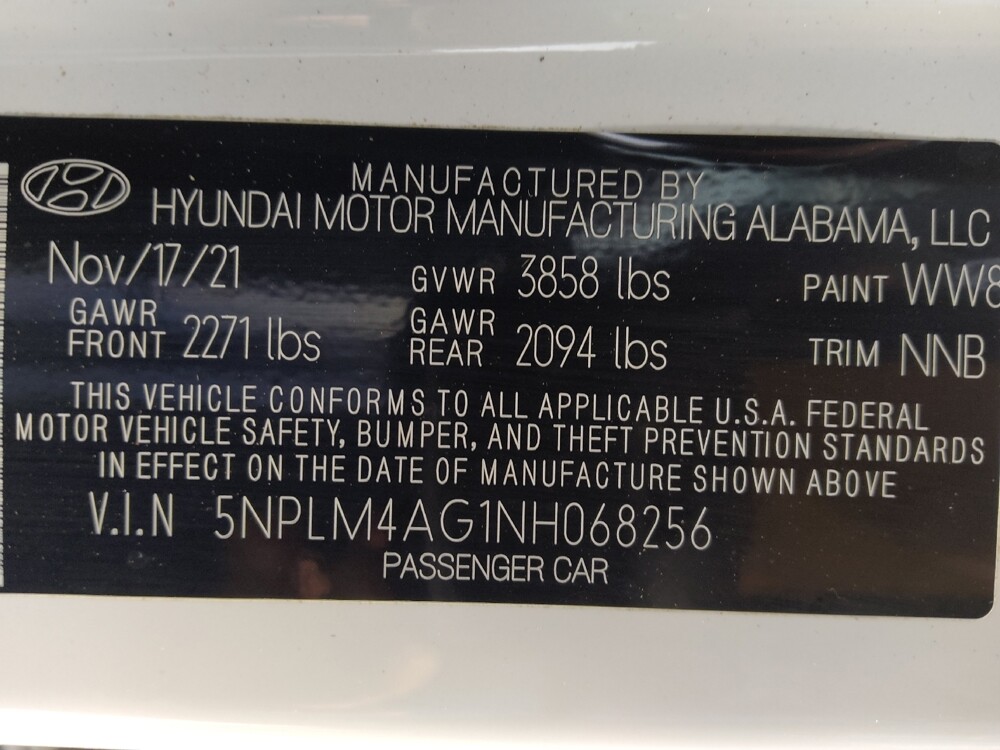 MANUFACTURED BY
HYUNDAI MOTOR MANUFACTURING ALABAMA, LLC
Nov/17/21 GVWR 3858 lbs PAINT WW8
GAWR FRONT 2271 lbs GAWR REAR 2094 lbs TRIM NNB
THIS VEHICLE CONFORMS TO ALL APPLICABLE U.S.A. FEDERAL
MOTOR VEHICLE SAFETY, BUMPER, AND THEFT PREVENTION STANDARDS
IN EFFECT ON THE DATE OF MANUFACTURE SHOWN ABOVE
V.I.N 5NPLM4AG1NH068256
PASSENGER CAR